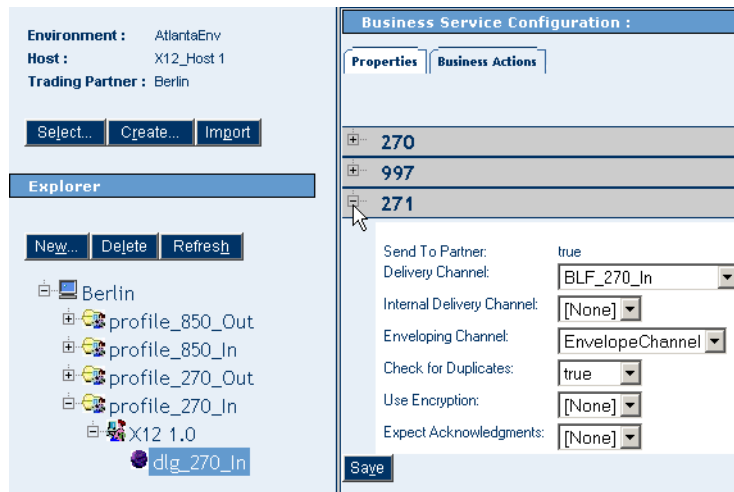 Environment : AtlantaEnv
Host : X12_Host 1
Trading Partner : Berlin
Select... Create... Import
Explorer
New... Delete Refresh
Berlin
profile_850_Out
profile_850_In
profile_270_Out
profile_270_In
X12 1.0
dlg_270_In
Business Service Configuration :
Properties Business Actions
270
997
271
Send To Partner: true
Delivery Channel: BLF_270_In
Internal Delivery Channel: [None]
Enveloping Channel: EnvelopeChannel
Check for Duplicates: true
Use Encryption: [None]
Expect Acknowledgments: [None]
Save